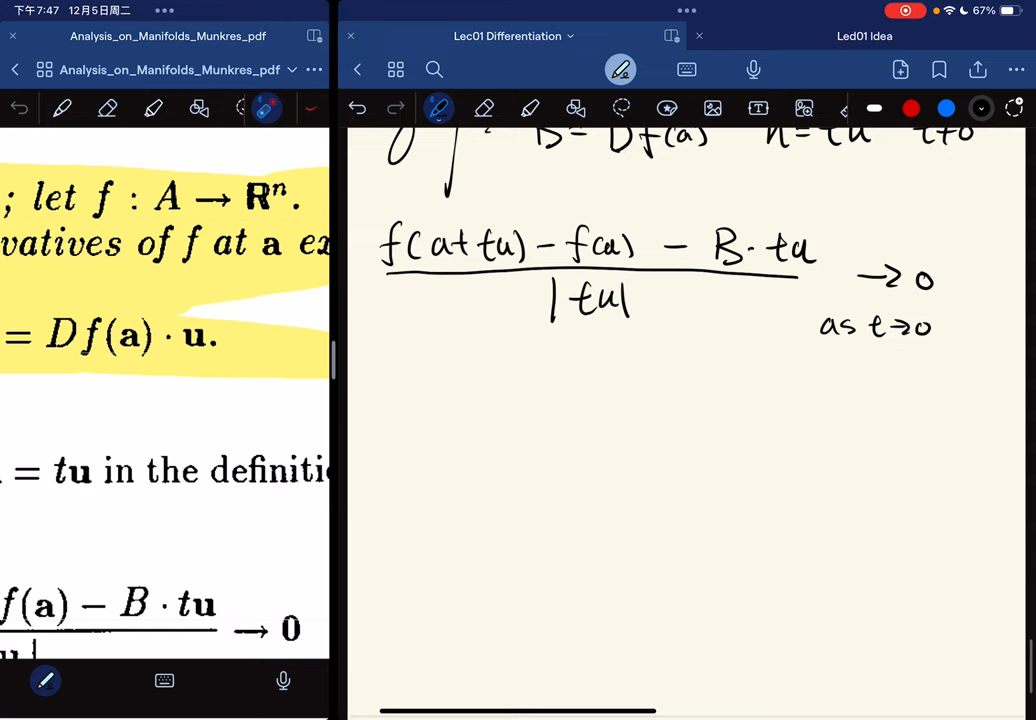 下午7:47 12月5日周二
67%
Analysis_on_Manifolds_Munkres_pdf
Analysis_on_Manifolds_Munkres_pdf
; let f : A → Rⁿ.
vatives of f at a ex
= Df(a) · u.
= tu in the definiti
f(a) − B · tu
→ 0
Lec01 Differentiation
Led01 Idea
B = Df(a) h = tu t≠0
f(a+tu) − f(a) − B · tu
|tu|
→ 0
as t→0